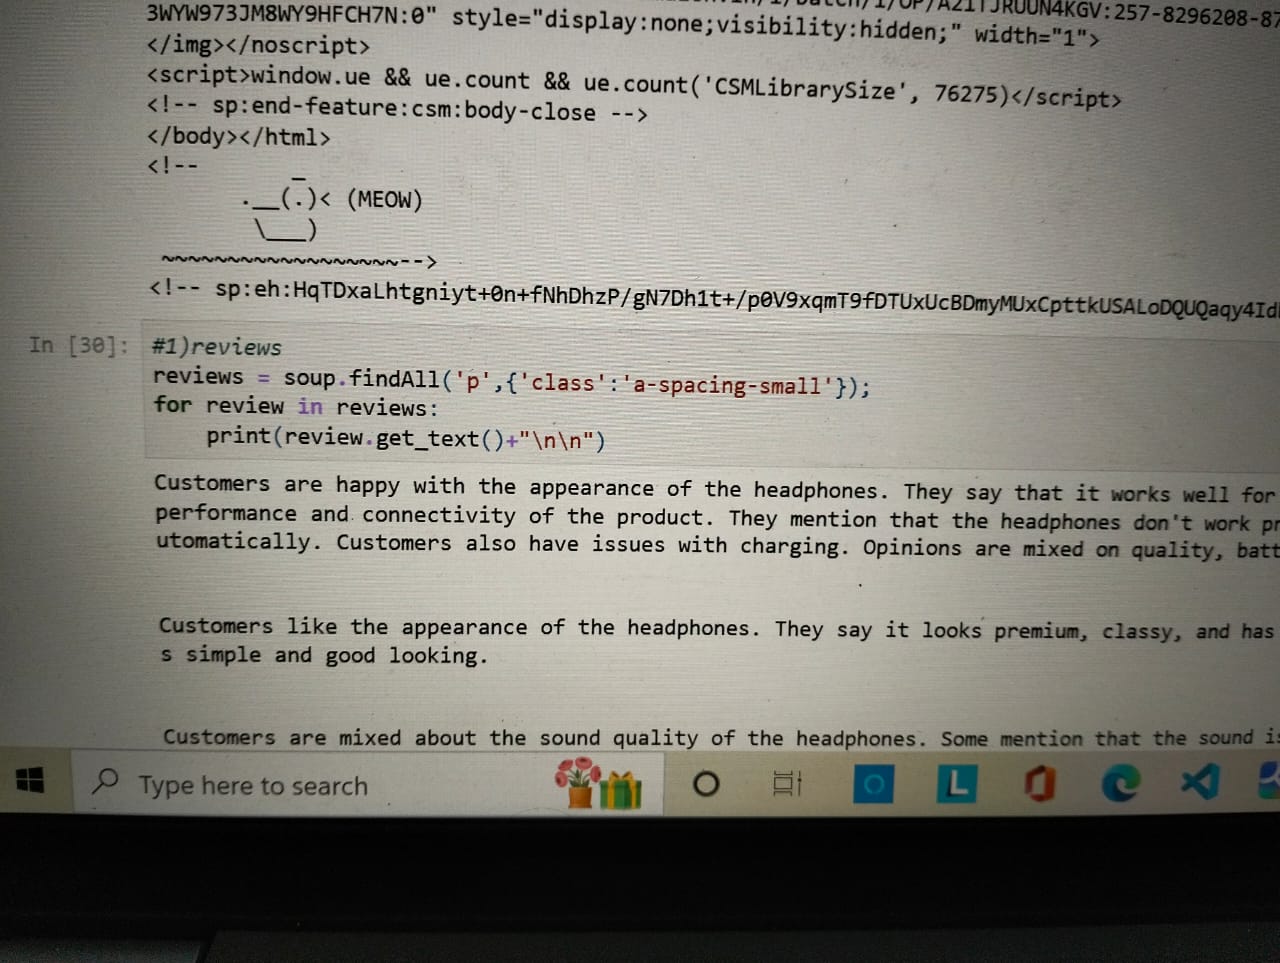 3WYW973JM8WY9HFCH7N:0" style="display:none;visibility:hidden;" width="1">
</img></noscript>
<script>window.ue && ue.count && ue.count('CSMLibrarySize', 76275)</script>
<!-- sp:end-feature:csm:body-close -->
</body></html>
<!--
_
.__(.)< (MEOW)
\___)
~~~~~~~~~~~~~~~~~~-->
<!-- sp:eh:HqTDxaLhtgniyt+0n+fNhDhzP/gN7Dh1t+/p0V9xqmT9fDTUxUcBDmyMUxCpttkUSALoDQUQaqy4Id
In [30]: #1)reviews
reviews = soup.findAll('p',{'class':'a-spacing-small'});
for review in reviews:
print(review.get_text()+"\n\n")
Customers are happy with the appearance of the headphones. They say that it works well for
performance and connectivity of the product. They mention that the headphones don't work pr
utomatically. Customers also have issues with charging. Opinions are mixed on quality, batt
Customers like the appearance of the headphones. They say it looks premium, classy, and has
s simple and good looking.
Customers are mixed about the sound quality of the headphones. Some mention that the sound is
Type here to search
L